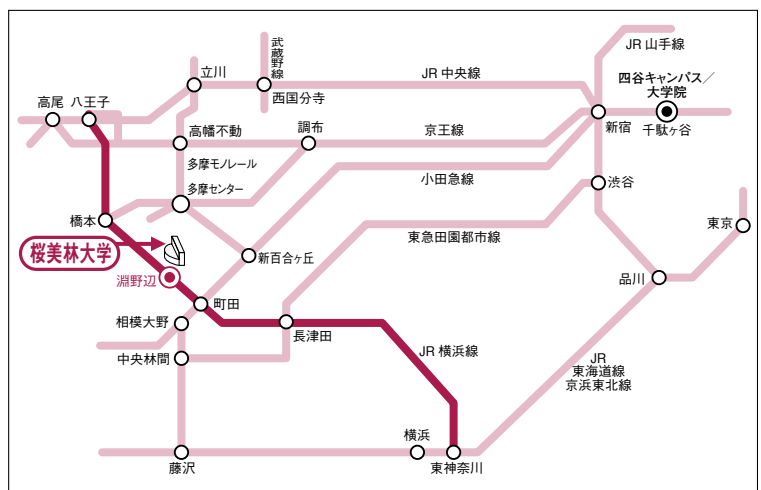 JR 山手線
武蔵野線
立川
JR 中央線
四谷キャンパス／
大学院
西国分寺
高尾
八王子
新宿
千駄ヶ谷
高幡不動
調布
京王線
多摩モノレール
小田急線
多摩センター
渋谷
橋本
東京
東急田園都市線
桜美林大学
新百合ヶ丘
淵野辺
品川
町田
相模大野
長津田
JR 横浜線
中央林間
JR
東海道線
京浜東北線
横浜
藤沢
東神奈川